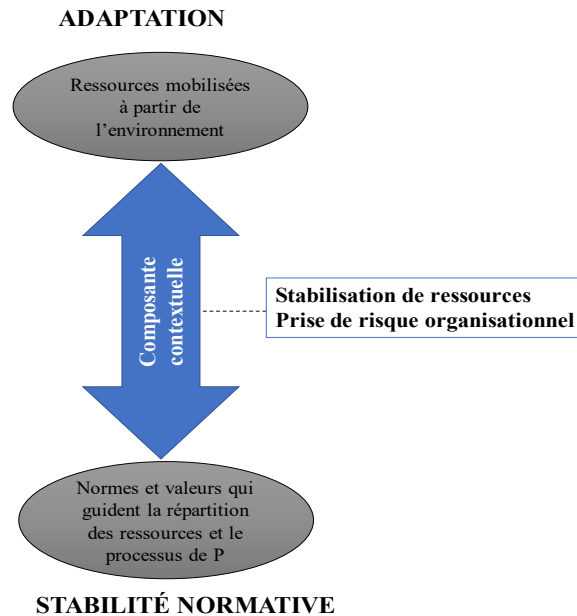 ADAPTATION
Ressources mobilisées
à partir de
l’environnement
Composante
contextuelle
Stabilisation de ressources
Prise de risque organisationnel
Normes et valeurs qui
guident la répartition
des ressources et le
processus de P
STABILITÉ NORMATIVE